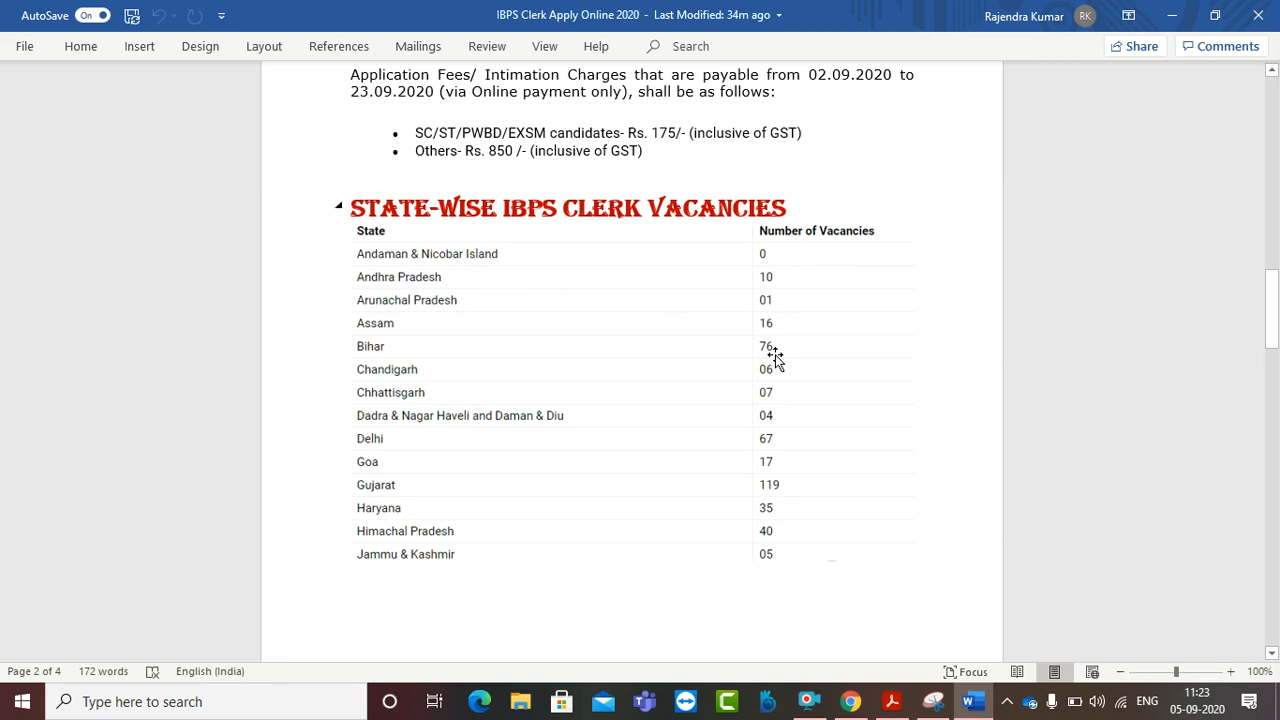 AutoSave On IBPS Clerk Apply Online 2020 - Last Modified: 34m ago Rajendra Kumar RK
File Home Insert Design Layout References Mailings Review View Help Search Share Comments
Application Fees/ Intimation Charges that are payable from 02.09.2020 to
23.09.2020 (via Online payment only), shall be as follows:
• SC/ST/PWBD/EXSM candidates- Rs. 175/- (inclusive of GST)
• Others- Rs. 850 /- (inclusive of GST)
STATE-WISE IBPS CLERK VACANCIES
State Number of Vacancies
Andaman & Nicobar Island 0
Andhra Pradesh 10
Arunachal Pradesh 01
Assam 16
Bihar 76
Chandigarh 06
Chhattisgarh 07
Dadra & Nagar Haveli and Daman & Diu 04
Delhi 67
Goa 17
Gujarat 119
Haryana 35
Himachal Pradesh 40
Jammu & Kashmir 05
Page 2 of 4 172 words English (India) Focus 100%
Type here to search ENG 11:23
05-09-2020